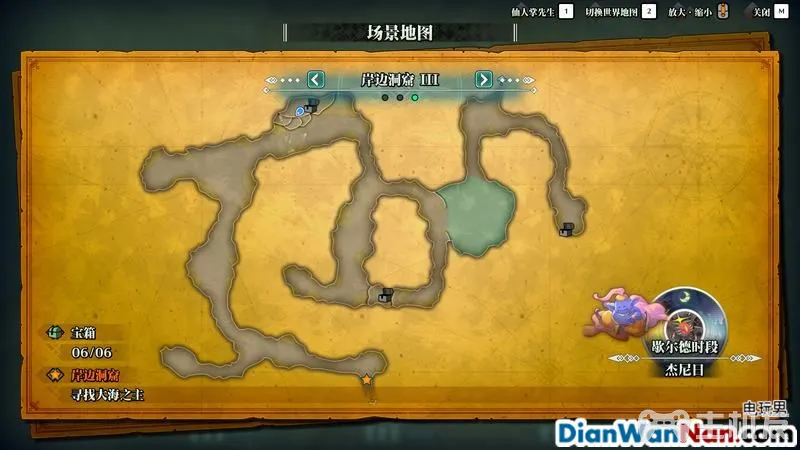 仙人掌先生 1 切换世界地图 2 放大·缩小 关闭 M
场景地图
岸边洞窟 III
宝箱
06/06
岸边洞窟
寻找大海之主
歇尔德时段
杰尼日
电玩男
DianWanNan.com